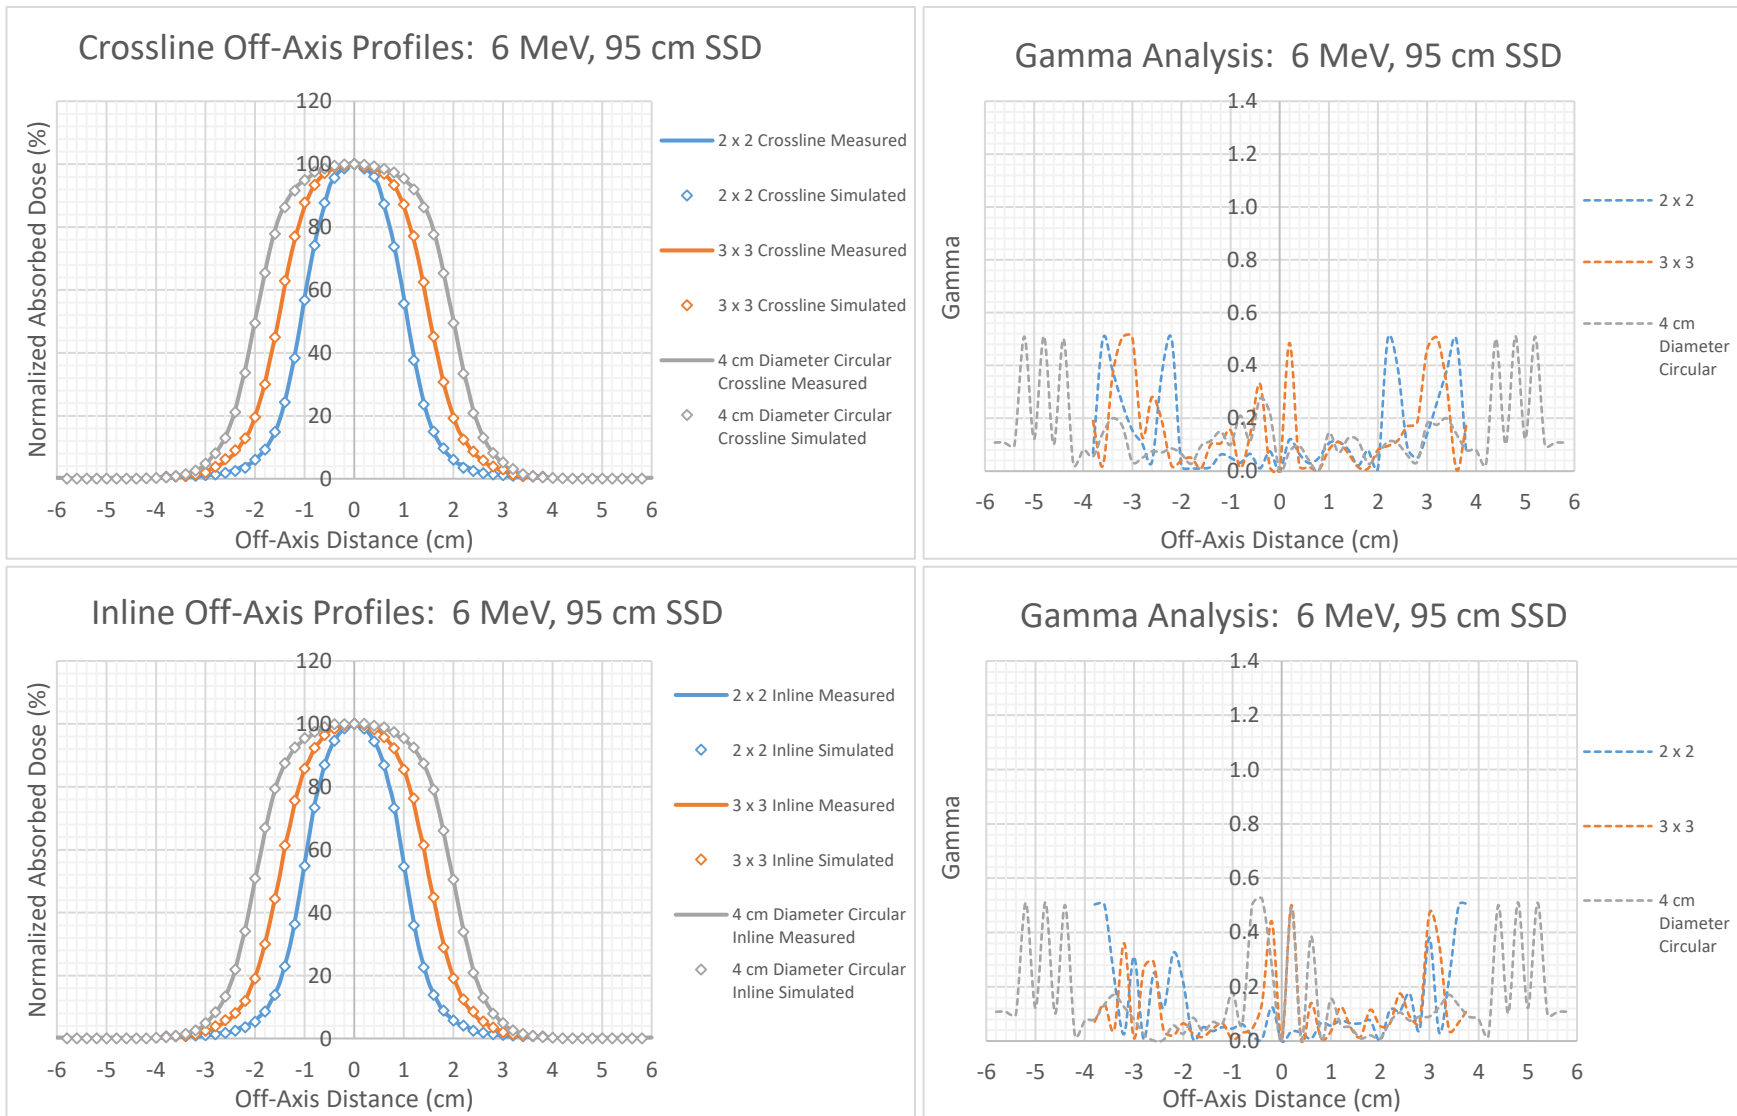 Crossline Off-Axis Profiles:  6 MeV, 95 cm SSD
Normalized Absorbed Dose (%)
120
100
80
60
40
20
0
-6 -5 -4 -3 -2 -1 0 1 2 3 4 5 6
Off-Axis Distance (cm)
2 x 2 Crossline Measured
2 x 2 Crossline Simulated
3 x 3 Crossline Measured
3 x 3 Crossline Simulated
4 cm Diameter Circular
Crossline Measured
4 cm Diameter Circular
Crossline Simulated
Gamma Analysis:  6 MeV, 95 cm SSD
Gamma
1.4
1.2
1.0
0.8
0.6
0.4
0.2
0.0
-6 -5 -4 -3 -2 -1 0 1 2 3 4 5 6
Off-Axis Distance (cm)
2 x 2
3 x 3
4 cm
Diameter
Circular
Inline Off-Axis Profiles:  6 MeV, 95 cm SSD
Normalized Absorbed Dose (%)
120
100
80
60
40
20
0
-6 -5 -4 -3 -2 -1 0 1 2 3 4 5 6
Off-Axis Distance (cm)
2 x 2 Inline Measured
2 x 2 Inline Simulated
3 x 3 Inline Measured
3 x 3 Inline Simulated
4 cm Diameter Circular
Inline Measured
4 cm Diameter Circular
Inline Simulated
Gamma Analysis:  6 MeV, 95 cm SSD
Gamma
1.4
1.2
1.0
0.8
0.6
0.4
0.2
0.0
-6 -5 -4 -3 -2 -1 0 1 2 3 4 5 6
Off-Axis Distance (cm)
2 x 2
3 x 3
4 cm
Diameter
Circular